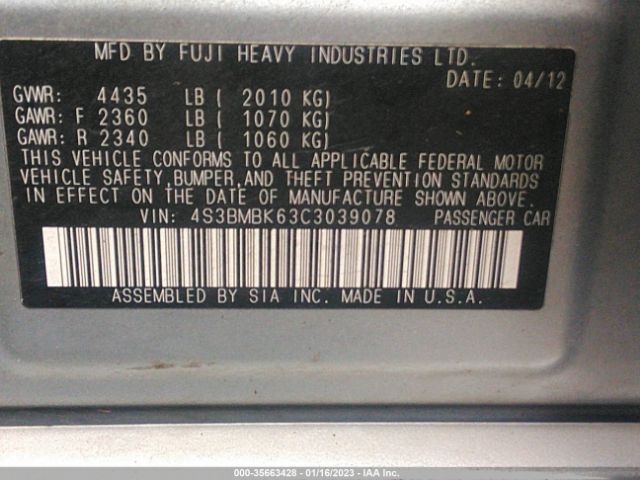 MFD BY FUJI HEAVY INDUSTRIES LTD.
DATE: 04/12
GVWR: 4435 LB ( 2010 KG)
GAWR: F 2360 LB ( 1070 KG)
GAWR: R 2340 LB ( 1060 KG)
THIS VEHICLE CONFORMS TO ALL APPLICABLE FEDERAL MOTOR
VEHICLE SAFETY,BUMPER,AND THEFT PREVENTION STANDARDS
IN EFFECT ON THE DATE OF MANUFACTURE SHOWN ABOVE.
VIN: 4S3BMBK63C3039078 PASSENGER CAR
ASSEMBLED BY SIA INC. MADE IN U.S.A.
000-35663428 - 01/16/2023 - IAA Inc.